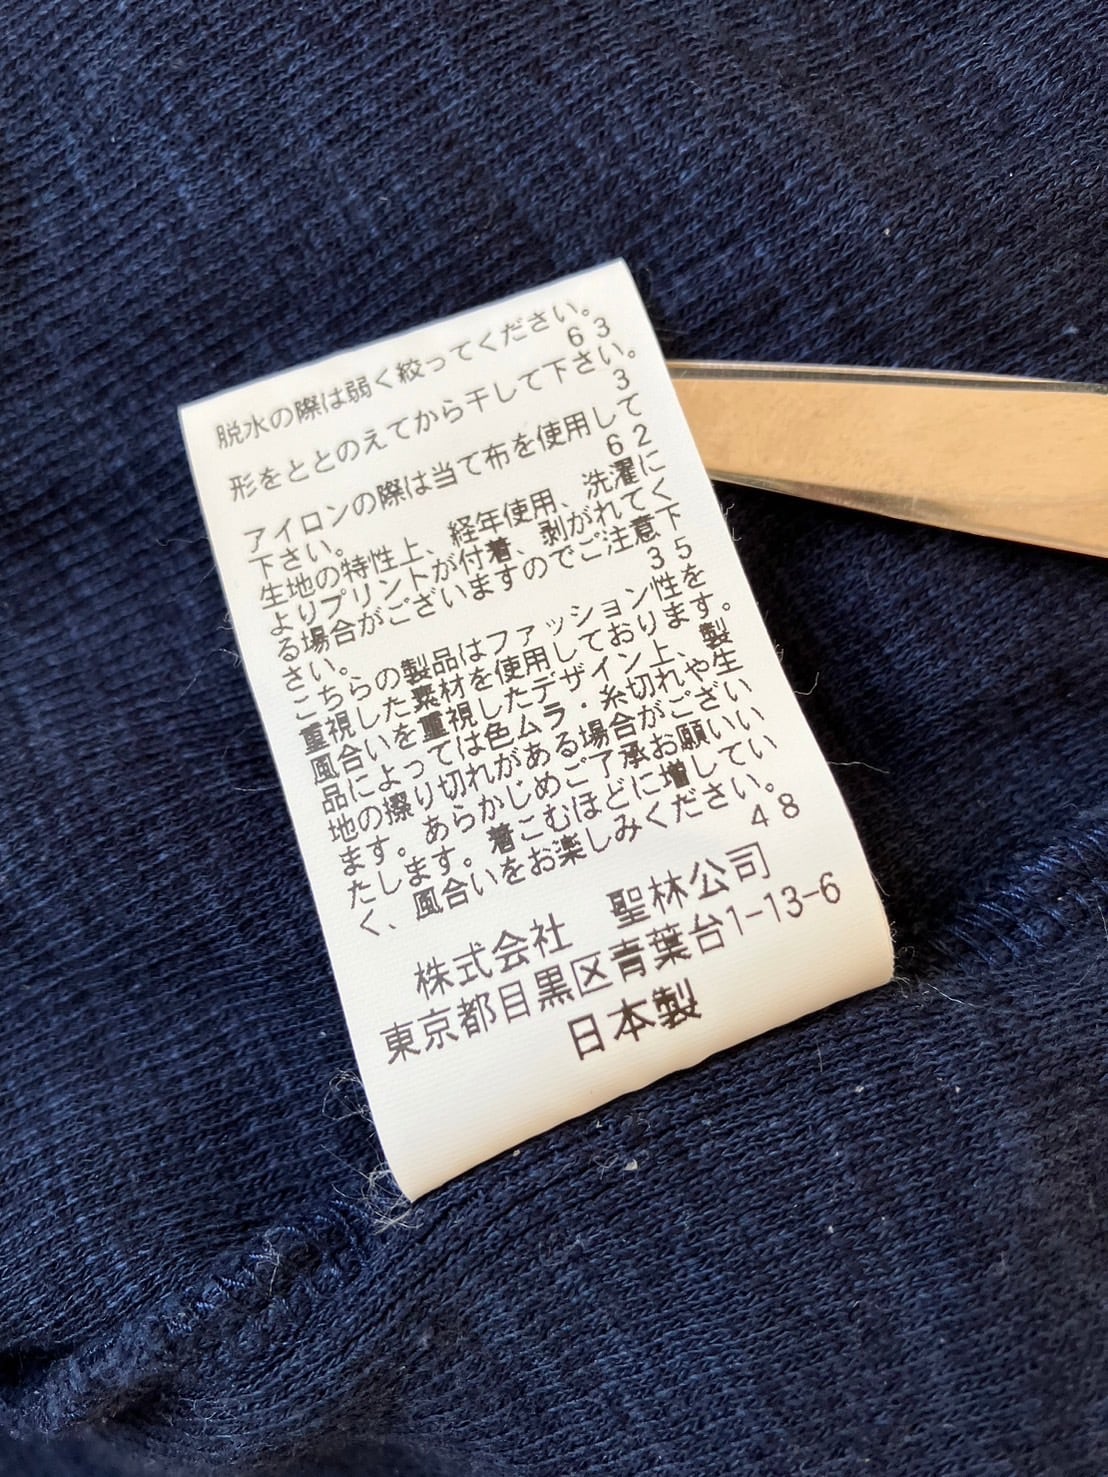 脱水の際は弱く絞ってください。
63
形をととのえてから干して下さい。
3
アイロンの際は当て布を使用して
下さい。
62
生地の特性上、経年使用、洗濯に
よりプリントが付着、剥がれてく
る場合がございますのでご注意下
さい。
35
こちらの製品はファッション性を
重視した素材を使用しております。
風合いを重視したデザイン上、製
品によっては色ムラ・糸切れや生
地の擦り切れがある場合がござい
ます。あらかじめご了承お願いい
たします。着こむほどに増してい
く、風合いをお楽しみください。
48
株式会社 聖林公司
東京都目黒区青葉台1-13-6
日本製